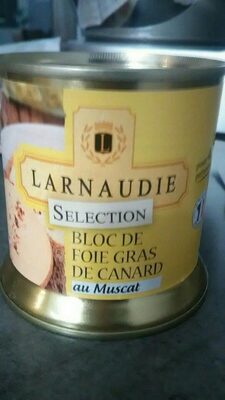 L
LARNAUDIE
SELECTION
BLOC DE
FOIE GRAS
DE CANARD
au Muscat